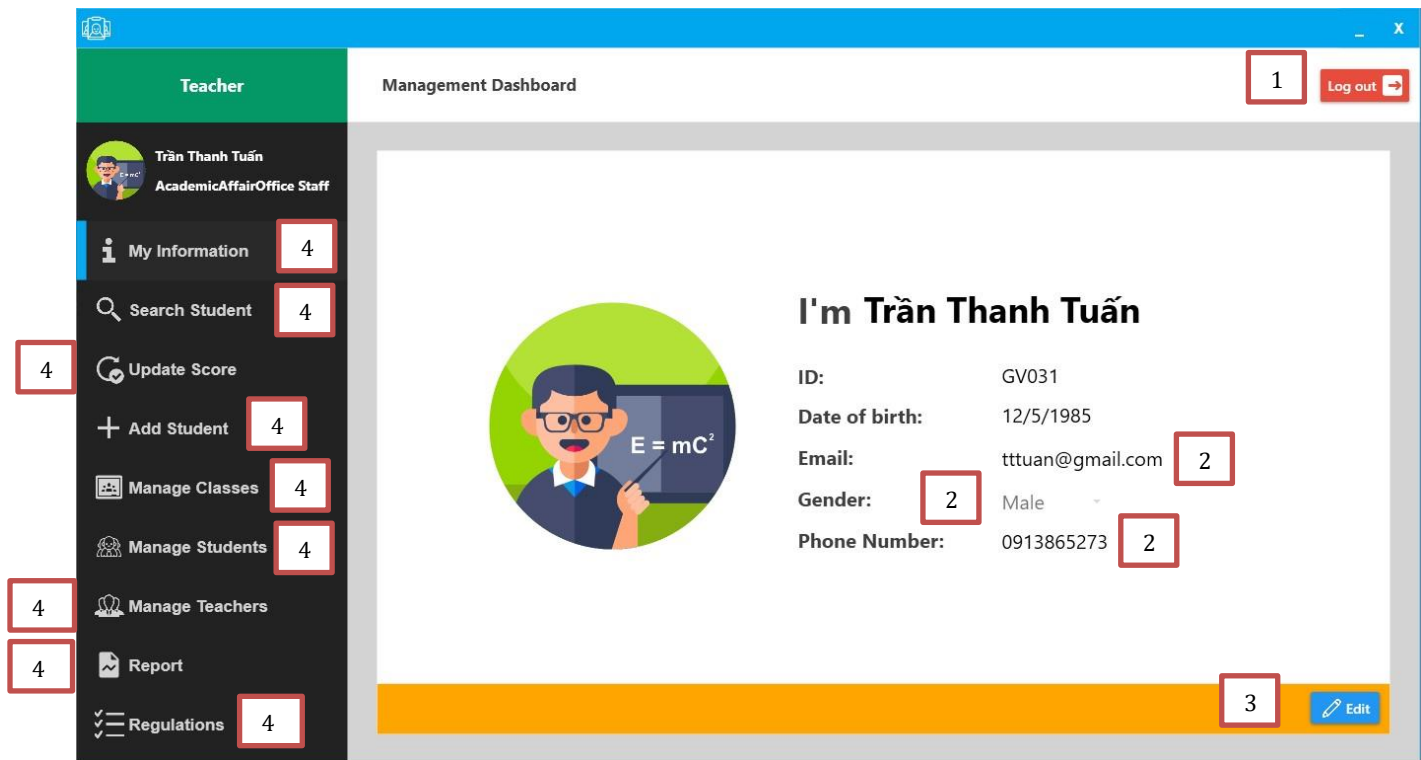 _ X
Teacher
Management Dashboard
1
Log out
Trần Thanh Tuấn
AcademicAffairOffice Staff
My Information 4
Search Student 4
4 Update Score
Add Student 4
Manage Classes 4
Manage Students 4
4 Manage Teachers
4 Report
Regulations 4
E=mc²
E = mC²
I'm Trần Thanh Tuấn
ID: GV031
Date of birth: 12/5/1985
Email: tttuan@gmail.com 2
Gender: 2 Male
Phone Number: 0913865273 2
3 Edit